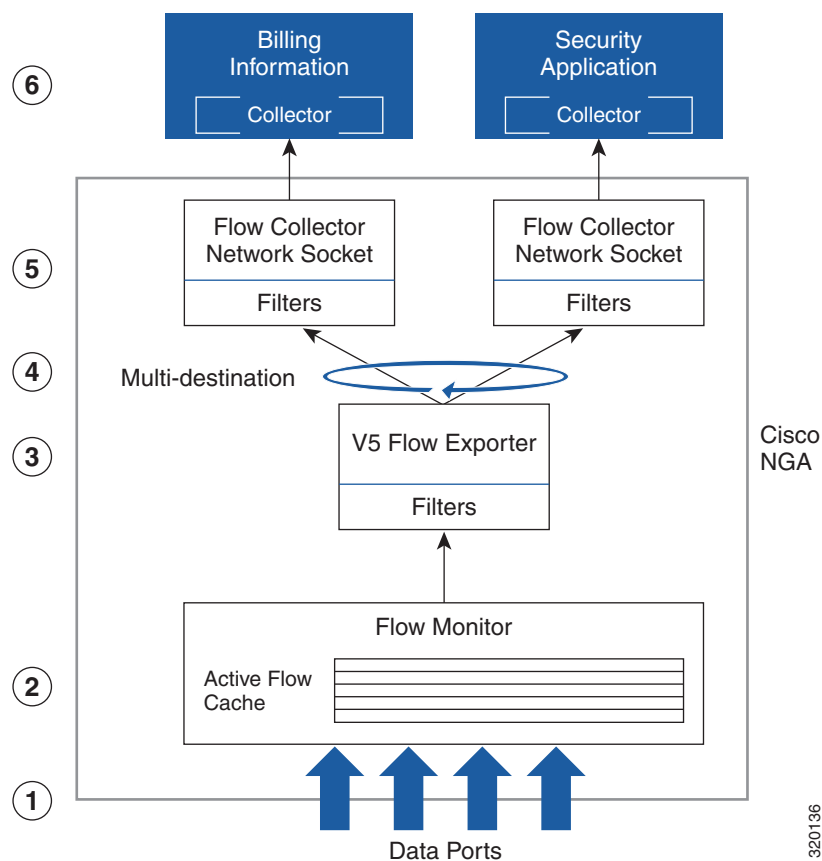 Billing
Information
Security
Application
6
Collector
Collector
Flow Collector
Network Socket
Flow Collector
Network Socket
5
Filters
Filters
4
Multi-destination
3
V5 Flow Exporter
Cisco
NGA
Filters
Flow Monitor
2
Active Flow
Cache
1
Data Ports
320136